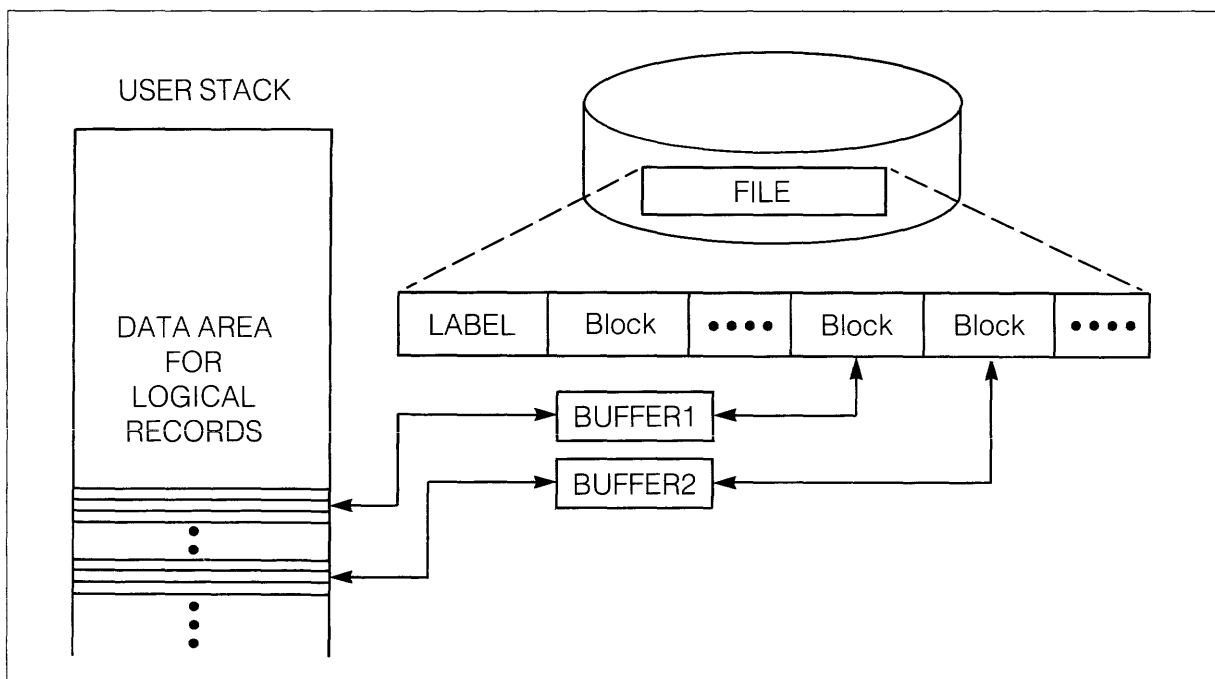 USER STACK
FILE
LABEL
Block
••••
Block
Block
••••
DATA AREA
FOR
LOGICAL
RECORDS
BUFFER1
BUFFER2